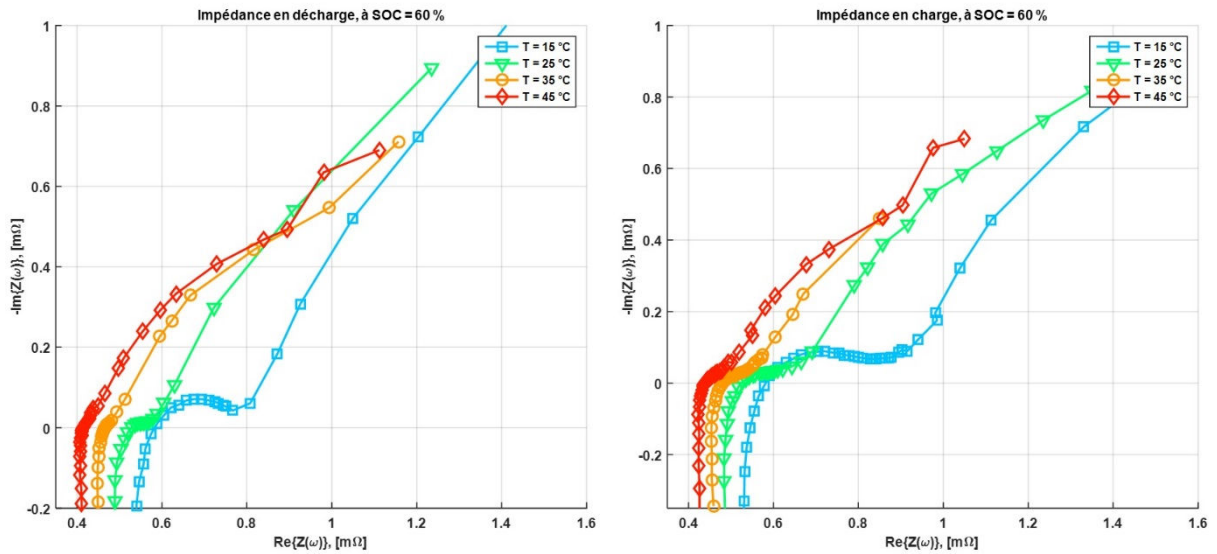 Impédance en décharge, à SOC = 60 %
1
0.8
0.6
0.4
0.2
0
-0.2
-Im{Z(ω)}, [mΩ]
T = 15 °C
T = 25 °C
T = 35 °C
T = 45 °C
0.4 0.6 0.8 1 1.2 1.4 1.6
Re{Z(ω)}, [mΩ]
Impédance en charge, à SOC = 60 %
1
0.8
0.6
0.4
0.2
0
-0.2
-Im{Z(ω)}, [mΩ]
T = 15 °C
T = 25 °C
T = 35 °C
T = 45 °C
0.4 0.6 0.8 1 1.2 1.4 1.6
Re{Z(ω)}, [mΩ]